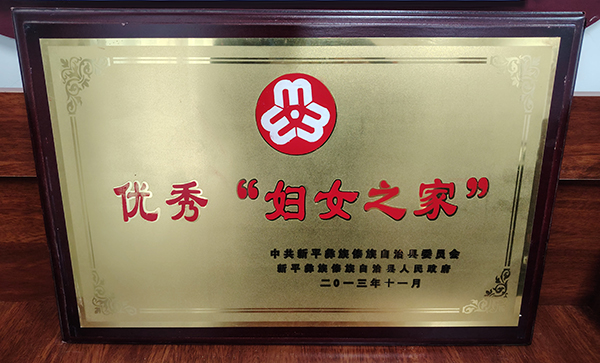 优秀“妇女之家”
中共新平彝族傣族自治县委员会
新平彝族傣族自治县人民政府
二〇一三年十一月